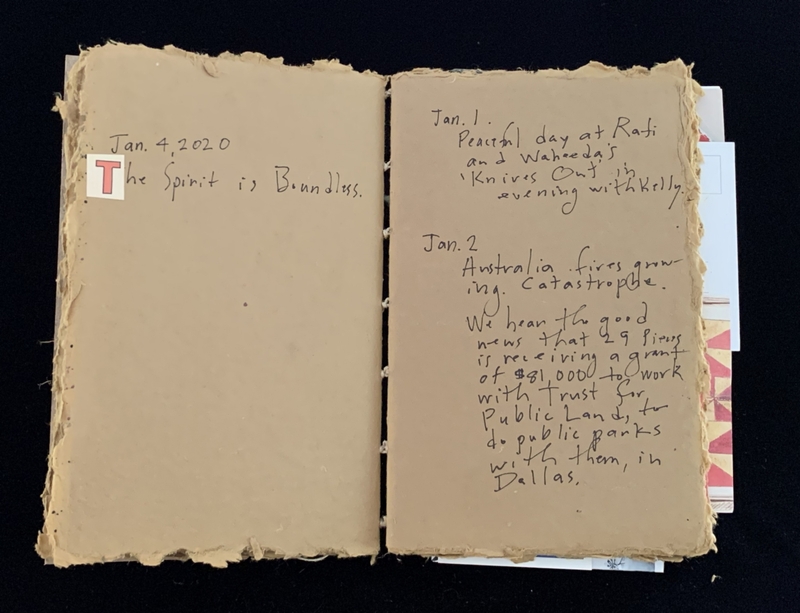 Jan. 4, 2020
The Spirit is Boundless.
Jan. 1.
Peaceful day at Rafi
and Waheeda's
'Knives Out' in
evening with Kelly.
Jan. 2
Australia fires grow-
ing. Catastrophe.
We hear the good
news that 29 Pieces
is receiving a grant
of $81,000 to work
with Trust for
Public Land, to
do public parks
with them, in
Dallas.